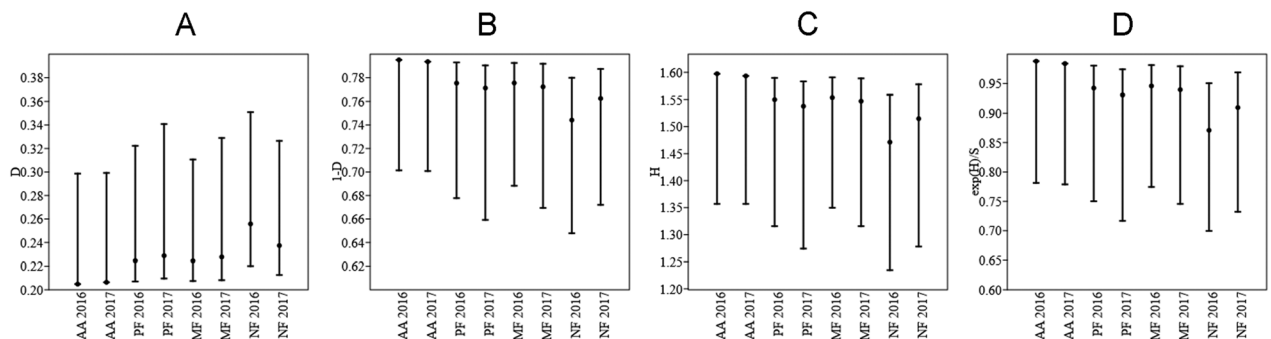 A
0.38
0.36
0.34
0.32
0.30
0.28
0.26
0.24
0.22
0.20
D
AA 2016
AA 2017
PF 2016
PF 2017
MF 2016
MF 2017
NF 2016
NF 2017
B
0.78
0.76
0.74
0.72
0.70
0.68
0.66
0.64
0.62
1-D
AA 2016
AA 2017
PF 2016
PF 2017
MF 2016
MF 2017
NF 2016
NF 2017
C
1.60
1.55
1.50
1.45
1.40
1.35
1.30
1.25
1.20
H
AA 2016
AA 2017
PF 2016
PF 2017
MF 2016
MF 2017
NF 2016
NF 2017
D
0.95
0.90
0.85
0.80
0.75
0.70
0.65
0.60
exp(H)/S
AA 2016
AA 2017
PF 2016
PF 2017
MF 2016
MF 2017
NF 2016
NF 2017